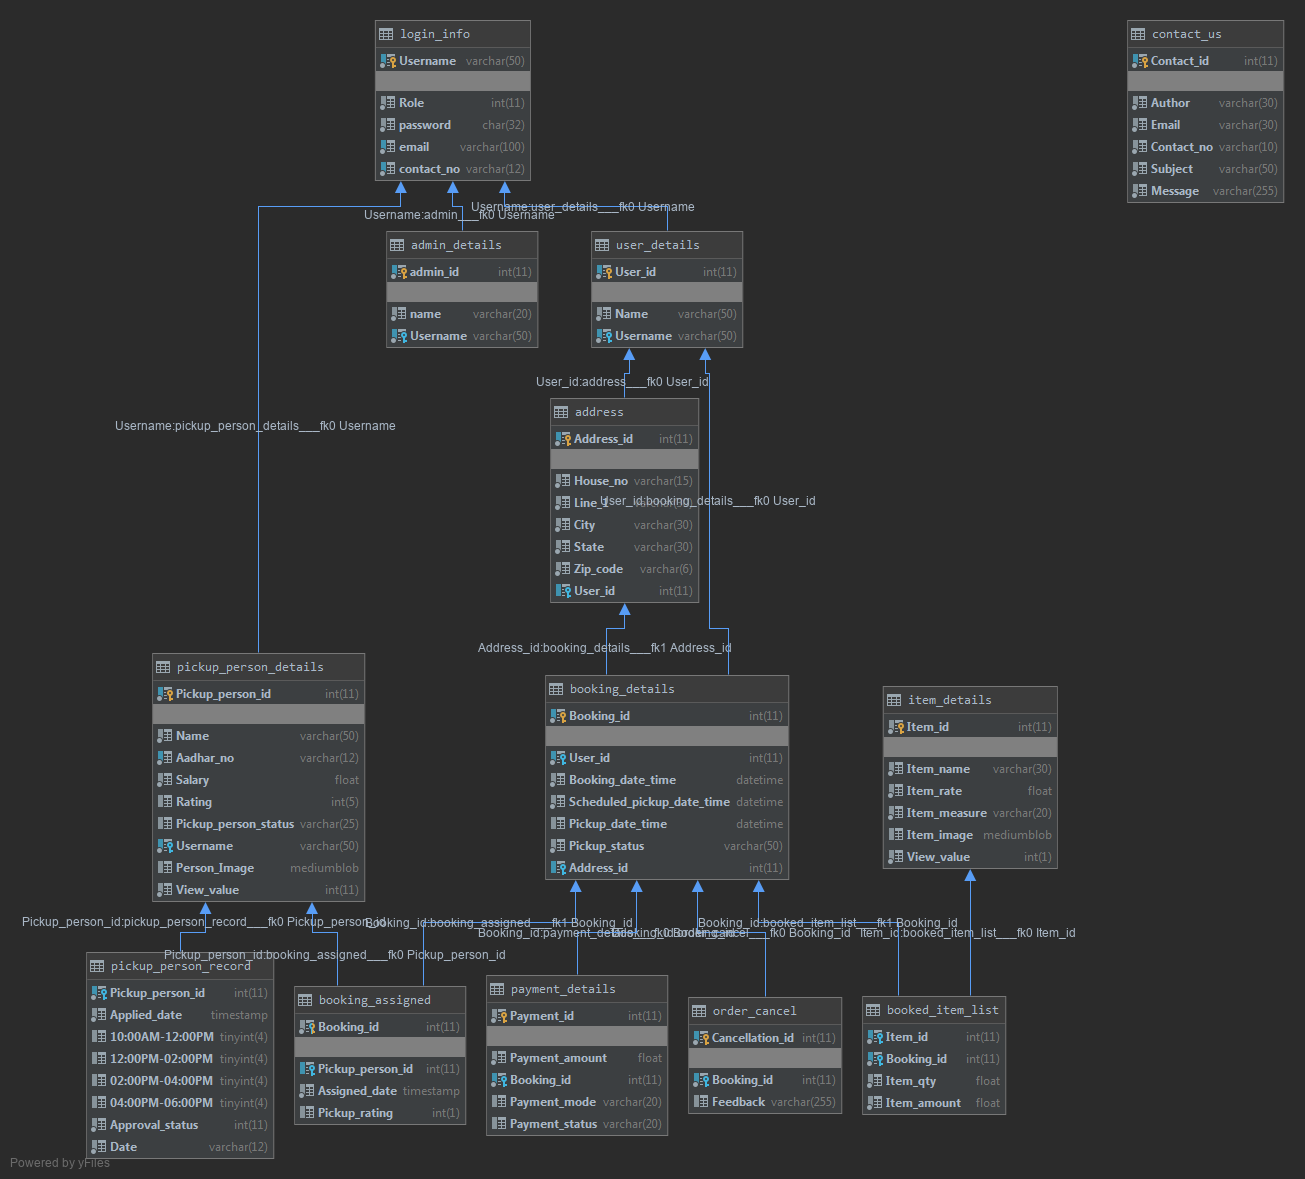 login_info
Username varchar(50)
Role int(11)
password char(32)
email varchar(100)
contact_no varchar(12)
contact_us
Contact_id int(11)
Author varchar(30)
Email varchar(30)
Contact_no varchar(10)
Subject varchar(50)
Message varchar(255)
Username:user_details___fk0 Username
Username:admin___fk0 Username
admin_details
admin_id int(11)
name varchar(20)
Username varchar(50)
user_details
User_id int(11)
Name varchar(50)
Username varchar(50)
User_id:address___fk0 User_id
Username:pickup_person_details___fk0 Username
address
Address_id int(11)
House_no varchar(15)
Line_1
User_id:booking_details___fk0 User_id
City varchar(30)
State varchar(30)
Zip_code varchar(6)
User_id int(11)
Address_id:booking_details___fk1 Address_id
pickup_person_details
Pickup_person_id int(11)
Name varchar(50)
Aadhar_no varchar(12)
Salary float
Rating int(5)
Pickup_person_status varchar(25)
Username varchar(50)
Person_Image mediumblob
View_value int(11)
booking_details
Booking_id int(11)
User_id int(11)
Booking_date_time datetime
Scheduled_pickup_date_time datetime
Pickup_date_time datetime
Pickup_status varchar(50)
Address_id int(11)
item_details
Item_id int(11)
Item_name varchar(30)
Item_rate float
Item_measure varchar(20)
Item_image mediumblob
View_value int(1)
Pickup_person_id:pickup_person_record___fk0 Pickup_person_id
Booking_id:booking_assigned___fk1 Booking_id
Booking_id:booked_item_list___fk1 Booking_id
Booking_id:payment_details___fk0 Booking_id
Booking_id:order_cancel___fk0 Booking_id
Item_id:booked_item_list___fk0 Item_id
Pickup_person_id:booking_assigned___fk0 Pickup_person_id
pickup_person_record
Pickup_person_id int(11)
Applied_date timestamp
10:00AM-12:00PM tinyint(4)
12:00PM-02:00PM tinyint(4)
02:00PM-04:00PM tinyint(4)
04:00PM-06:00PM tinyint(4)
Approval_status int(11)
Date varchar(12)
booking_assigned
Booking_id int(11)
Pickup_person_id int(11)
Assigned_date timestamp
Pickup_rating int(1)
payment_details
Payment_id int(11)
Payment_amount float
Booking_id int(11)
Payment_mode varchar(20)
Payment_status varchar(20)
order_cancel
Cancellation_id int(11)
Booking_id int(11)
Feedback varchar(255)
booked_item_list
Item_id int(11)
Booking_id int(11)
Item_qty float
Item_amount float
Powered by yFiles